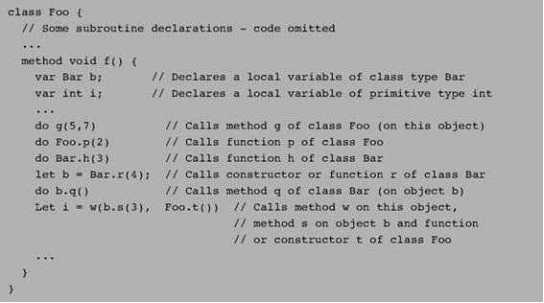 class Foo {
// Some subroutine declarations - code omitted
...
method void f() {
var Bar b; // Declares a local variable of class type Bar
var int i; // Declares a local variable of primitive type int
...
do g(5,7) // Calls method g of class Foo (on this object)
do Foo.p(2) // Calls function p of class Foo
do Bar.h(3) // Calls function h of class Bar
let b = Bar.r(4); // Calls constructor or function r of class Bar
do b.q() // Calls method q of class Bar (on object b)
Let i = w(b.s(3), Foo.t()) // Calls method w on this object,
// method s on object b and function
// or constructor t of class Foo
...
}
}